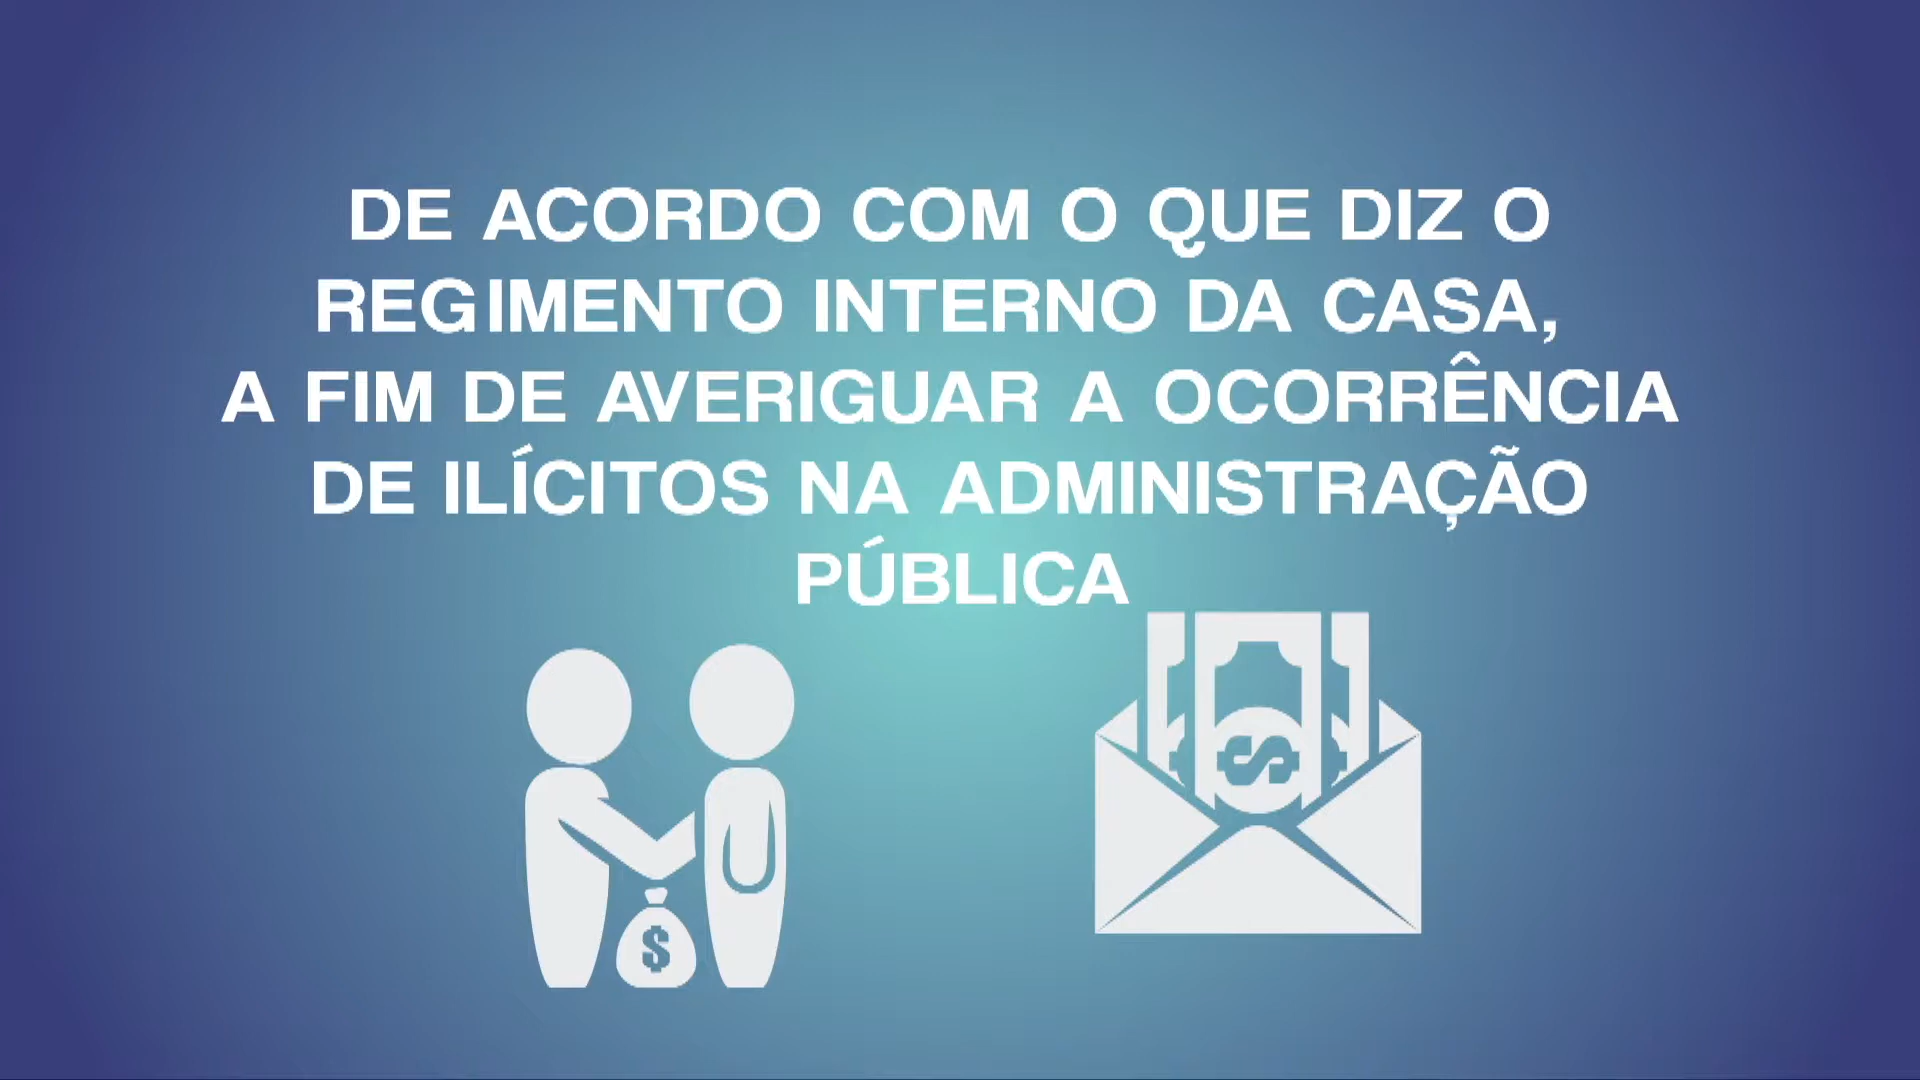 DE ACORDO COM O QUE DIZ O
REGIMENTO INTERNO DA CASA,
A FIM DE AVERIGUAR A OCORRÊNCIA
DE ILÍCITOS NA ADMINISTRAÇÃO
PÚBLICA
$
$